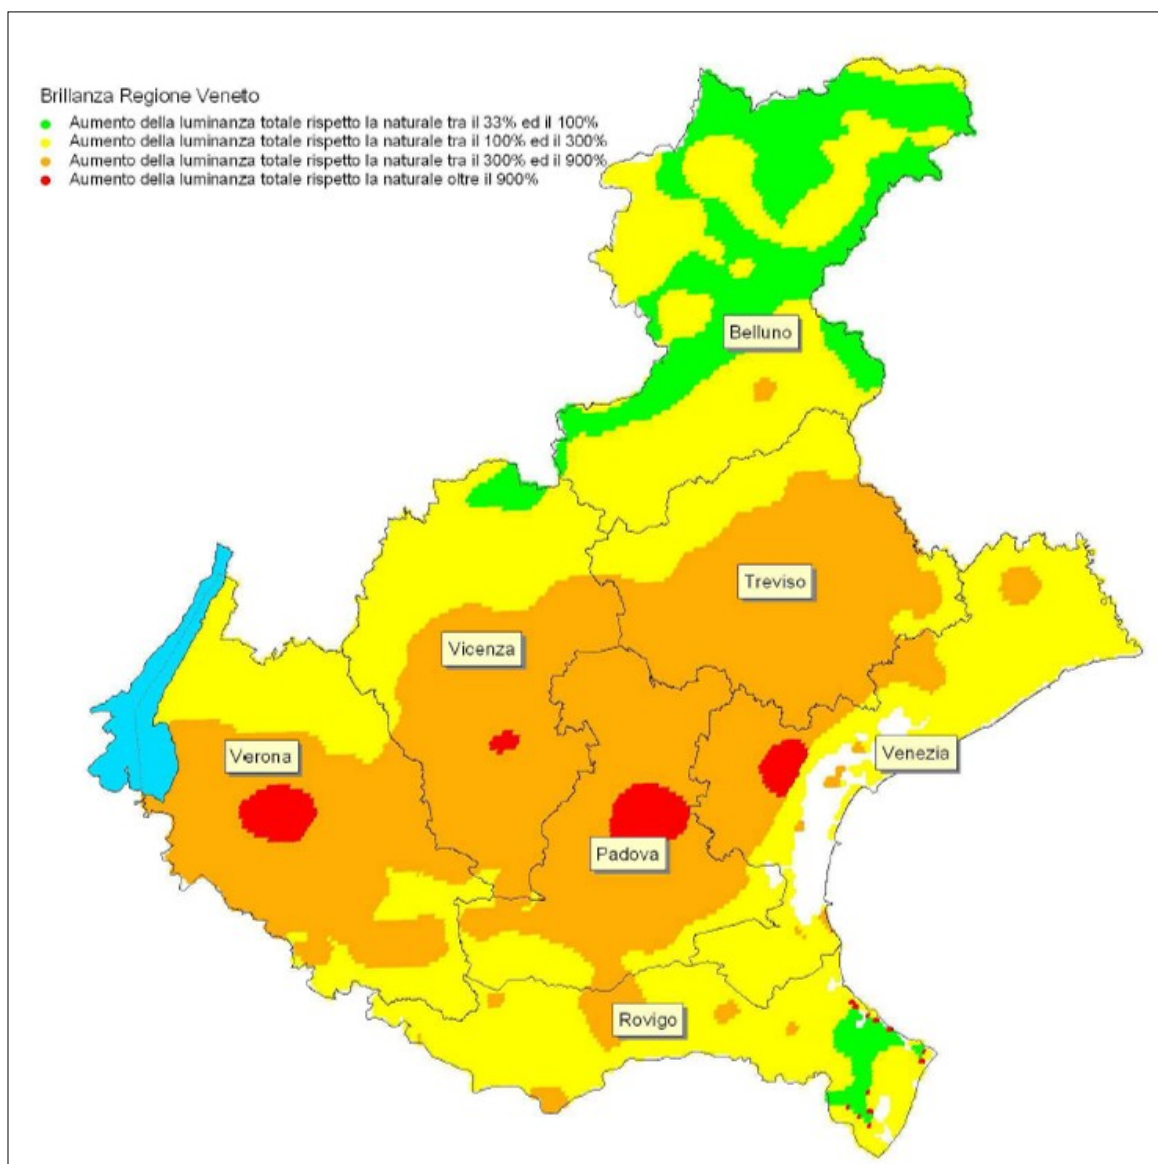 Brillanza Regione Veneto
Aumento della luminanza totale rispetto la naturale tra il 33% ed il 100%
Aumento della luminanza totale rispetto la naturale tra il 100% ed il 300%
Aumento della luminanza totale rispetto la naturale tra il 300% ed il 900%
Aumento della luminanza totale rispetto la naturale oltre il 900%
Belluno
Treviso
Vicenza
Verona
Venezia
Padova
Rovigo